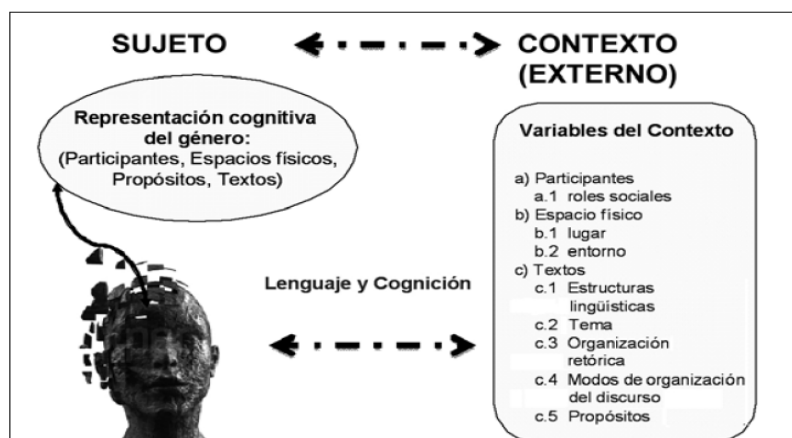 SUJETO
CONTEXTO
(EXTERNO)
Representación cognitiva
del género:
(Participantes, Espacios físicos,
Propósitos, Textos)
Lenguaje y Cognición
Variables del Contexto
a) Participantes
a.1 roles sociales
b) Espacio físico
b.1 lugar
b.2 entorno
c) Textos
c.1 Estructuras
lingüísticas
c.2 Tema
c.3 Organización
retórica
c.4 Modos de organización
del discurso
c.5 Propósitos